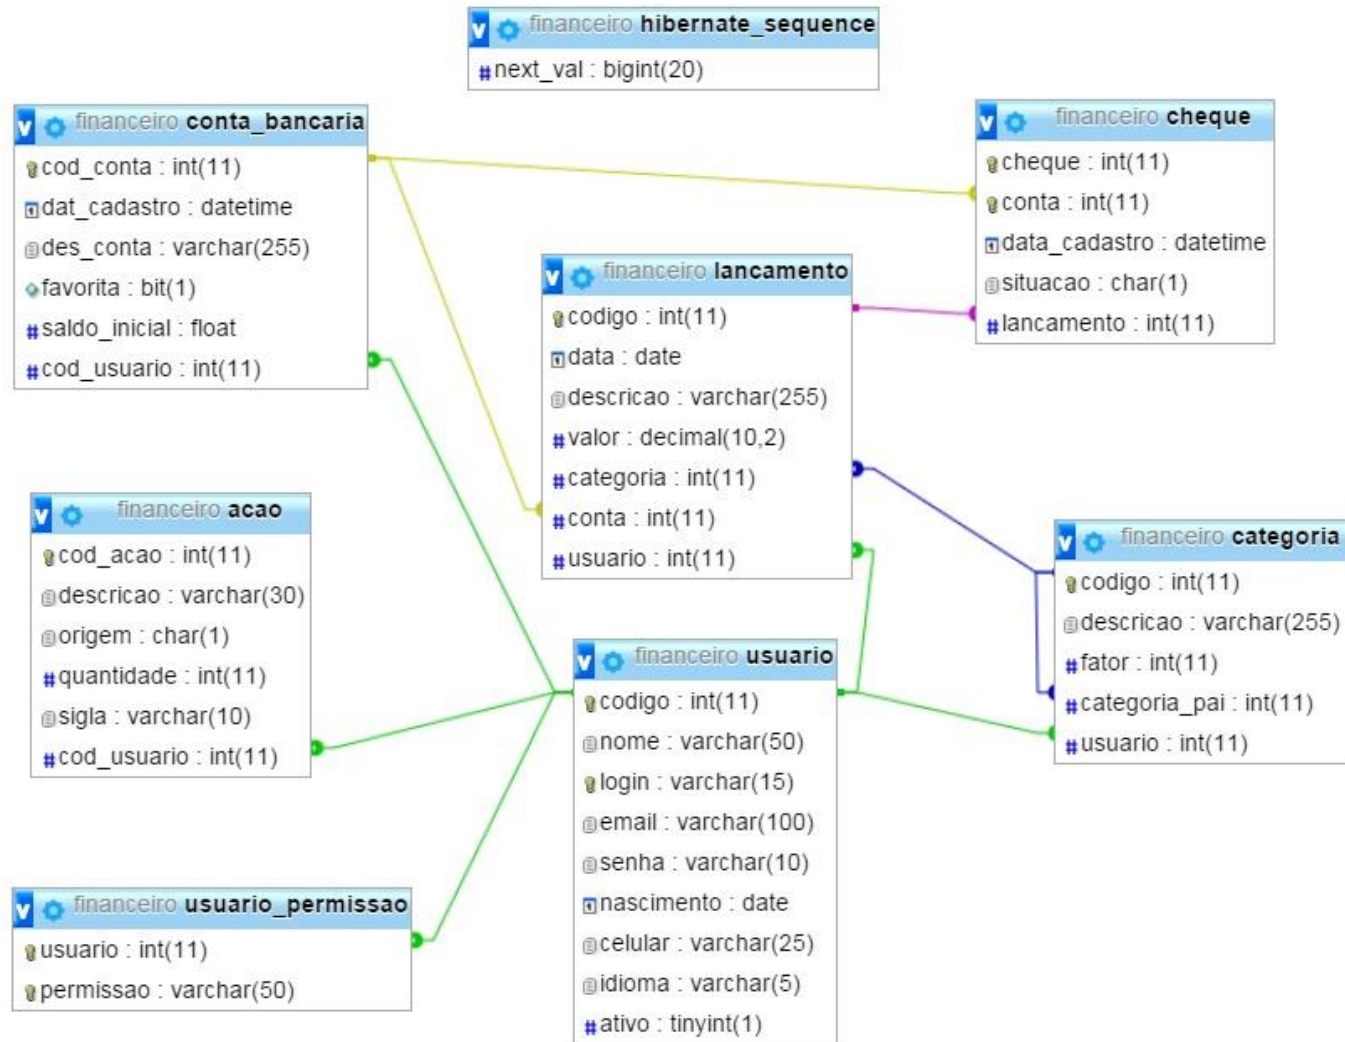 financeiro hibernate_sequence
next_val : bigint(20)
financeiro conta_bancaria
cod_conta : int(11)
dat_cadastro : datetime
des_conta : varchar(255)
favorita : bit(1)
saldo_inicial : float
cod_usuario : int(11)
financeiro cheque
cheque : int(11)
conta : int(11)
data_cadastro : datetime
situacao : char(1)
lancamento : int(11)
financeiro lancamento
codigo : int(11)
data : date
descricao : varchar(255)
valor : decimal(10,2)
categoria : int(11)
conta : int(11)
usuario : int(11)
financeiro acao
cod_acao : int(11)
descricao : varchar(30)
origem : char(1)
quantidade : int(11)
sigla : varchar(10)
cod_usuario : int(11)
financeiro categoria
codigo : int(11)
descricao : varchar(255)
fator : int(11)
categoria_pai : int(11)
usuario : int(11)
financeiro usuario
codigo : int(11)
nome : varchar(50)
login : varchar(15)
email : varchar(100)
senha : varchar(10)
nascimento : date
celular : varchar(25)
idioma : varchar(5)
ativo : tinyint(1)
financeiro usuario_permissao
usuario : int(11)
permissao : varchar(50)